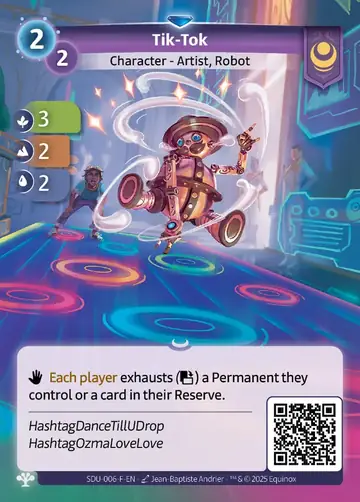 2
2
Tik-Tok
Character - Artist, Robot
3
2
2
Each player exhausts () a Permanent they
control or a card in their Reserve.
HashtagDanceTillUDrop
HashtagOzmaLoveLove
SDU-006-F-EN - Jean-Baptiste Andrier - ™ & © 2025 Equinox